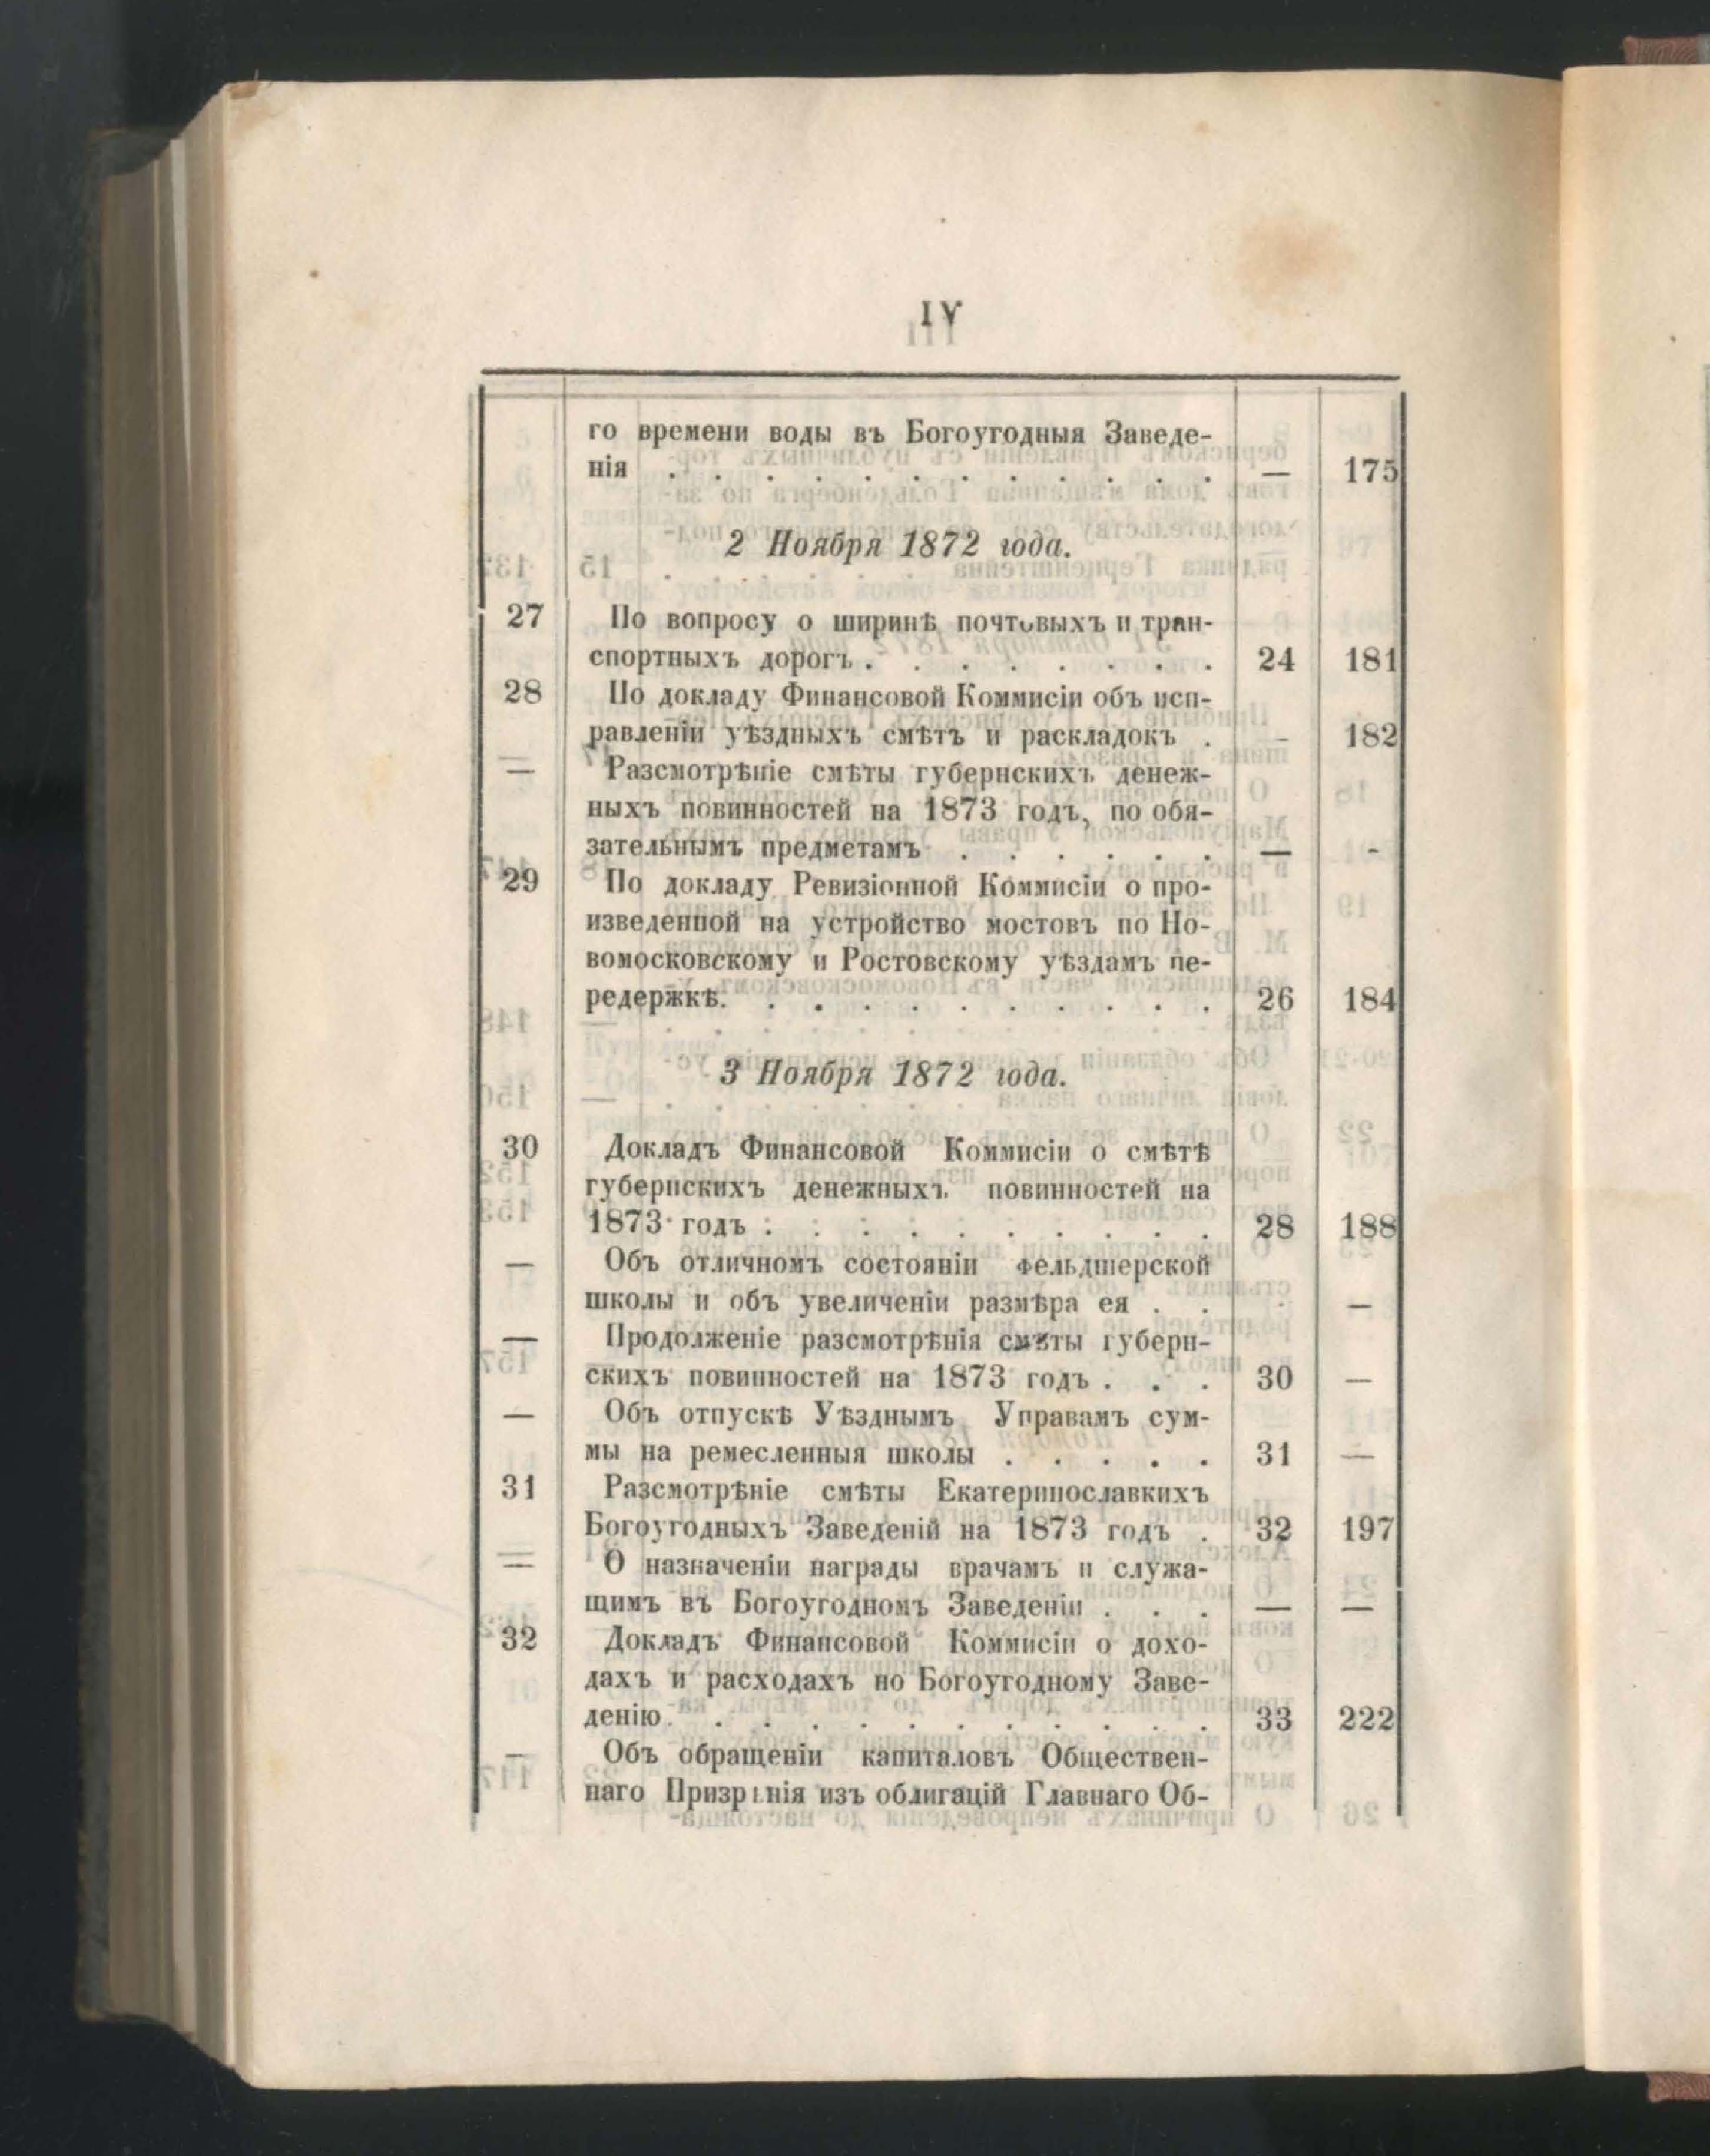 IV
го времени воды въ Богоугодныя Заведе-
нія . . . . . . . . . . . . — 175
2 Ноября 1872 года.
27 По вопросу о ширинѣ почтовыхъ и тран-
спортныхъ дорогъ . . . . . . . . 24 181
28 По докладу Финансовой Коммисіи объ исп-
равленіи уѣздныхъ смѣтъ и раскладокъ . - 182
— Разсмотрѣніе смѣты губернскихъ денеж-
ныхъ повинностей на 1873 годъ, по обя-
зательнымъ предметамъ . . . . . . — -
29 По докладу Ревизіонной Коммисіи о про-
изведенной на устройство мостовъ по Но-
вомосковскому и Ростовскому уѣздамъ пе-
редержкѣ. . . . . . . . . . . 26 184
3 Ноября 1872 года.
30 Докладъ Финансовой Коммисіи о смѣтѣ
губернскихъ денежныхъ повинностей на
1873 годъ . . . . . . . . . . 28 188
— Объ отличномъ состояніи Фельдшерской
школы и объ увеличеніи размѣра ея . . —
— Продолженіе разсмотрѣнія смѣты губерн-
скихъ повинностей на 1873 годъ . . . 30 —
— Объ отпускѣ Уѣзднымъ Управамъ сум-
мы на ремесленныя школы . . . . . 31 —
31 Разсмотрѣніе смѣты Екатеринославкихъ
Богоугодныхъ Заведеній на 1873 годъ . 32 197
— О назначеніи награды врачамъ и служа-
щимъ въ Богоугодномъ Заведеніи . . . — —
32 Докладъ Финансовой Коммисіи о дохо-
дахъ и расходахъ по Богоугодному Заве-
денію. . . . . . . . . . . . 33 222
— Объ обращеніи капиталовъ Обществен-
наго Призрѣнія изъ облигацій Главнаго Об-